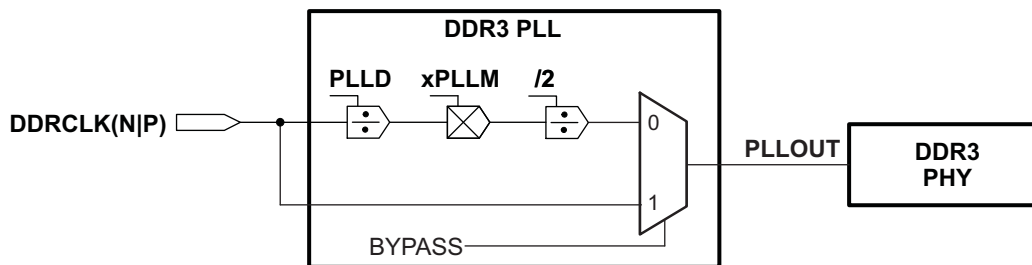 DDR3 PLL
PLLD
xPLLM
/2
DDRCLK(N|P)
0
PLLOUT
DDR3
PHY
1
BYPASS